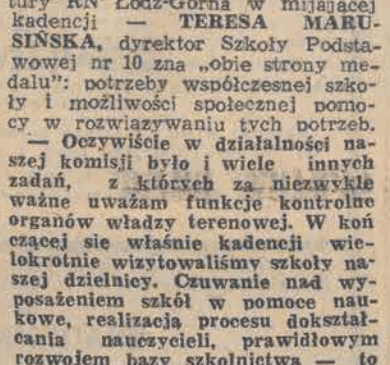 tury RN Łódź-Górna w mijającej
kadencji — TERESA MARU-
SIŃSKA, dyrektor Szkoły Podsta-
wowej nr 10 zna „obie strony me-
dalu”: potrzeby współczesnej szko-
ły i możliwości społecznej pomo-
cy w rozwiązywaniu tych potrzeb.
— Oczywiście w działalności na-
szej komisji było i wiele innych
zadań, z których za niezwykle
ważne uważam funkcje kontrolne
organów władzy terenowej. W koń
czącej się właśnie kadencji wie-
lokrotnie wizytowaliśmy szkoły na-
szej dzielnicy. Czuwanie nad wy-
posażeniem szkół w pomoce nau-
kowe, realizacją procesu dokształ-
cania nauczycieli, prawidłowym
rozwojem bazy szkolnictwa — to